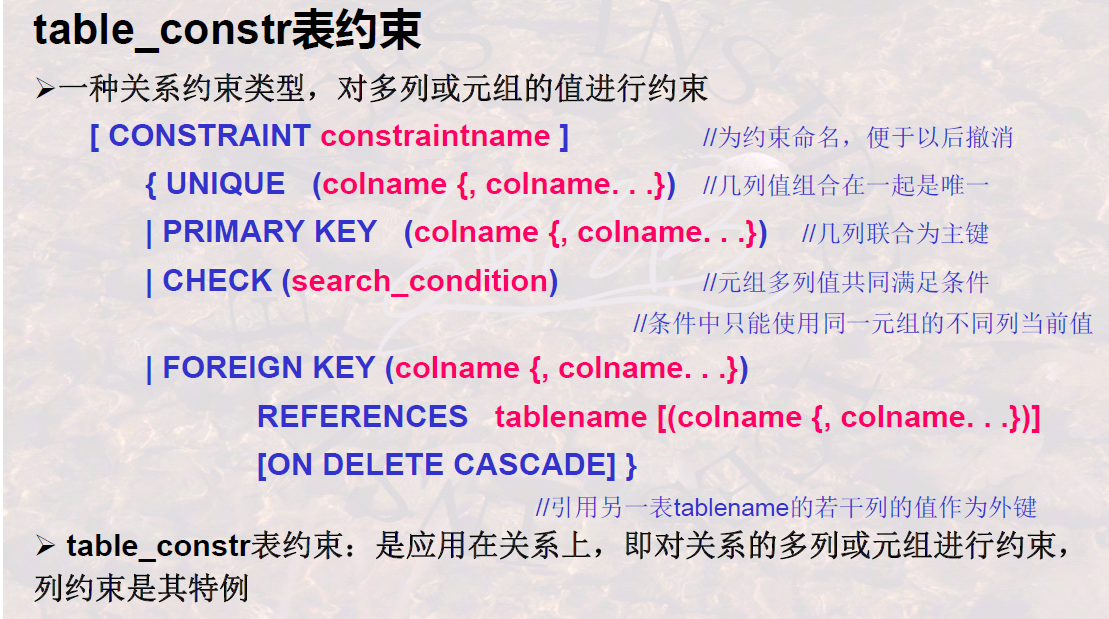 table_constr表约束
➢一种关系约束类型，对多列或元组的值进行约束
[ CONSTRAINT constraintname ] //为约束命名，便于以后撤消
{ UNIQUE (colname {, colname. . .}) //几列值组合在一起是唯一
| PRIMARY KEY (colname {, colname. . .}) //几列联合为主键
| CHECK (search_condition) //元组多列值共同满足条件
//条件中只能使用同一元组的不同列当前值
| FOREIGN KEY (colname {, colname. . .})
REFERENCES tablename [(colname {, colname. . .})]
[ON DELETE CASCADE] }
//引用另一表tablename的若干列的值作为外键
➢ table_constr表约束：是应用在关系上，即对关系的多列或元组进行约束，
列约束是其特例